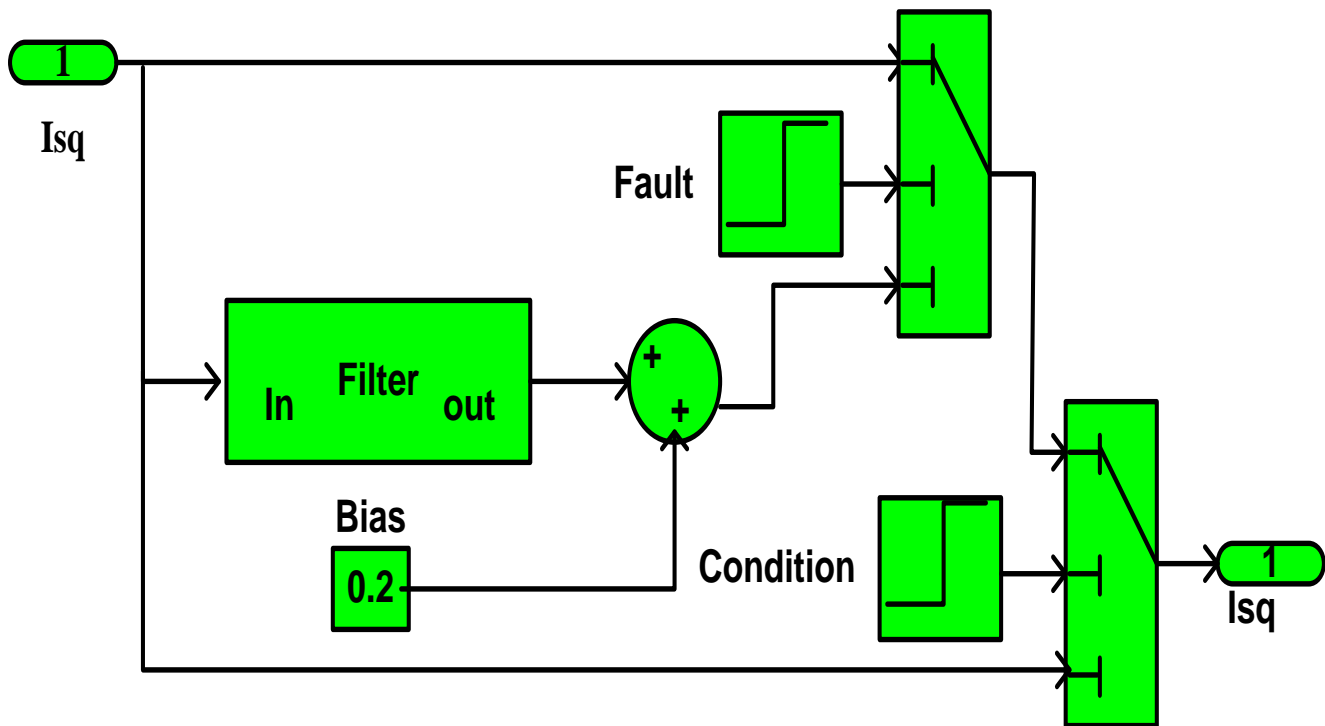 1
Isq
Fault
Filter
In
out
+
+
Bias
0.2
Condition
1
Isq